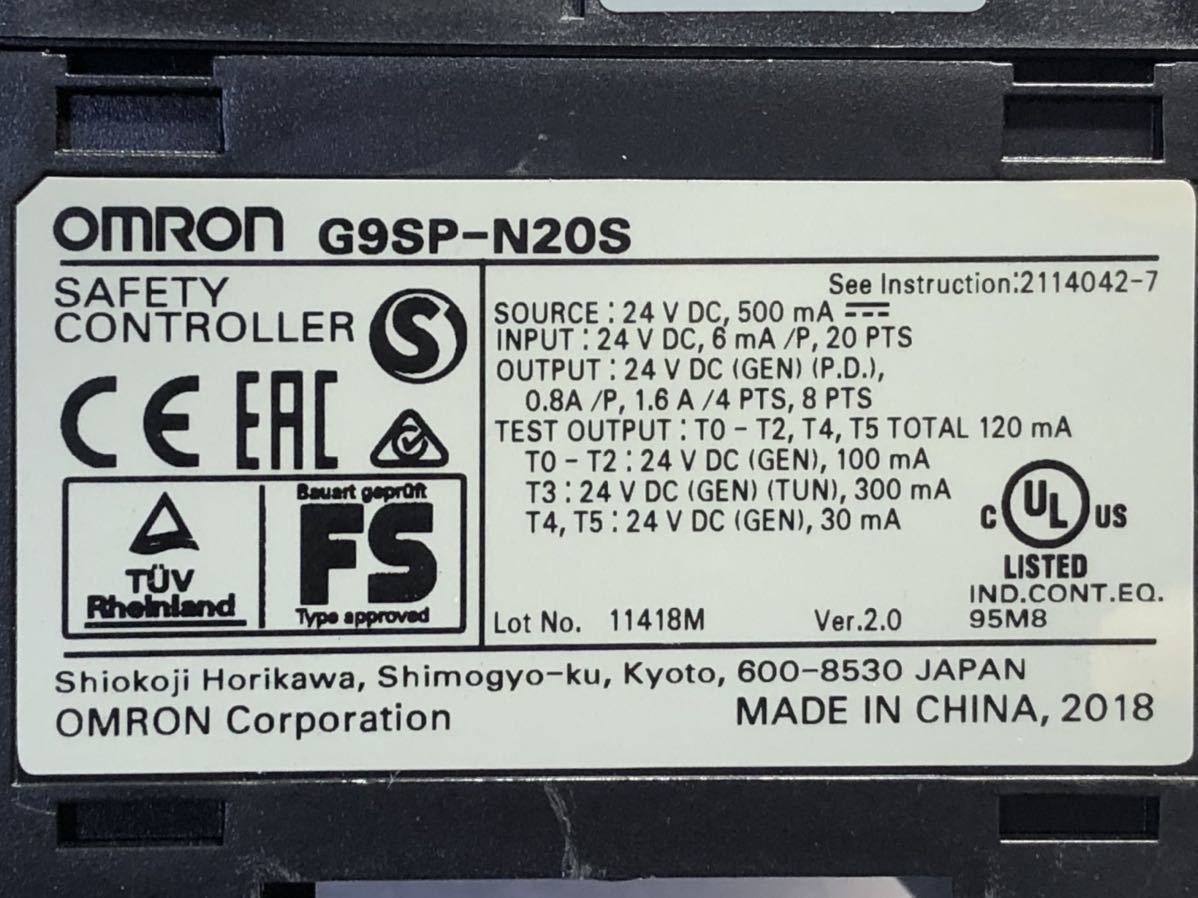 OMRON G9SP-N20S
SAFETY
CONTROLLER
S
CE EAC
TÜV
Rheinland
Bauart geprüft
FS
Type approved
See Instruction:2114042-7
SOURCE : 24 V DC, 500 mA
INPUT : 24 V DC, 6 mA /P, 20 PTS
OUTPUT : 24 V DC (GEN) (P.D.),
0.8A /P, 1.6 A /4 PTS, 8 PTS
TEST OUTPUT : T0 - T2, T4, T5 TOTAL 120 mA
T0 - T2 : 24 V DC (GEN), 100 mA
T3 : 24 V DC (GEN) (TUN), 300 mA
T4, T5 : 24 V DC (GEN), 30 mA
C UL US
LISTED
IND.CONT.EQ.
95M8
Lot No. 11418M Ver.2.0
Shiokoji Horikawa, Shimogyo-ku, Kyoto, 600-8530 JAPAN
OMRON Corporation MADE IN CHINA, 2018